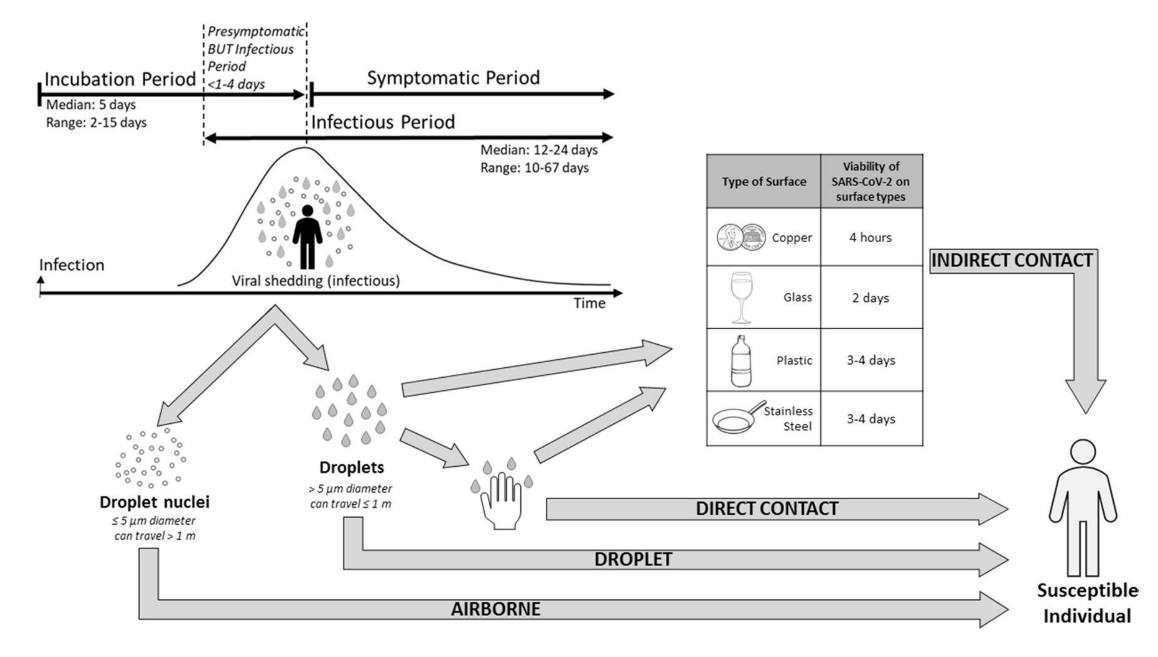 Presymptomatic
BUT Infectious
Period
<1-4 days
Incubation Period
Median: 5 days
Range: 2-15 days
Symptomatic Period
Infectious Period
Median: 12-24 days
Range: 10-67 days
Infection
Viral shedding (infectious)
Time
Type of Surface
Viability of
SARS-CoV-2 on
surface types
Copper
4 hours
Glass
2 days
Plastic
3-4 days
Stainless
Steel
3-4 days
INDIRECT CONTACT
Droplets
> 5 µm diameter
can travel ≤ 1 m
Droplet nuclei
≤ 5 µm diameter
can travel > 1 m
DIRECT CONTACT
DROPLET
AIRBORNE
Susceptible
Individual